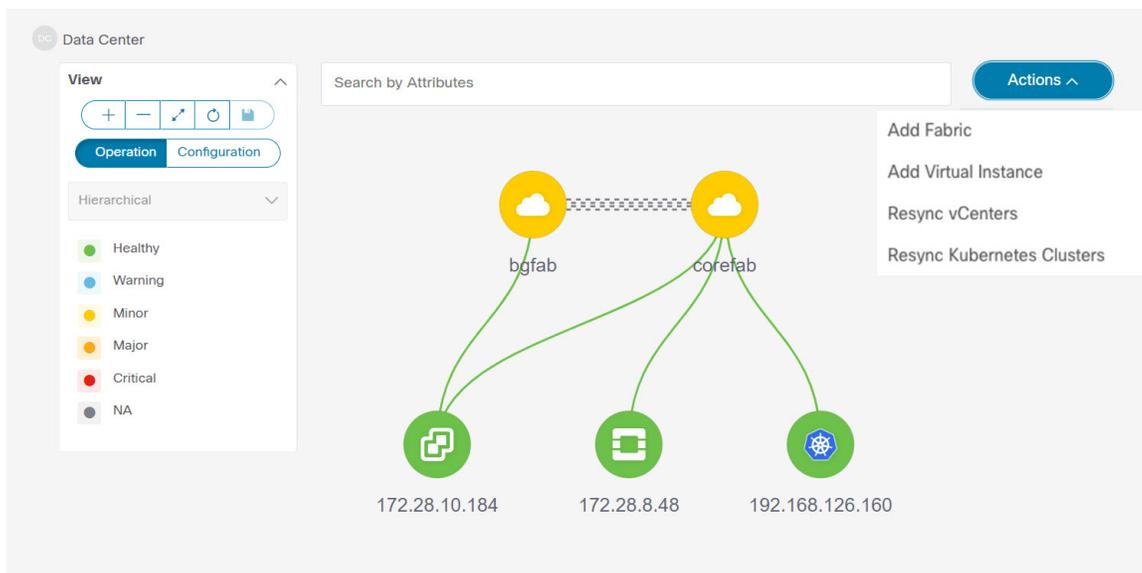 DC Data Center
View
Search by Attributes
Actions
Operation Configuration
Hierarchical
Healthy
Warning
Minor
Major
Critical
NA
Add Fabric
Add Virtual Instance
Resync vCenters
Resync Kubernetes Clusters
bgfab
corefab
172.28.10.184
172.28.8.48
192.168.126.160